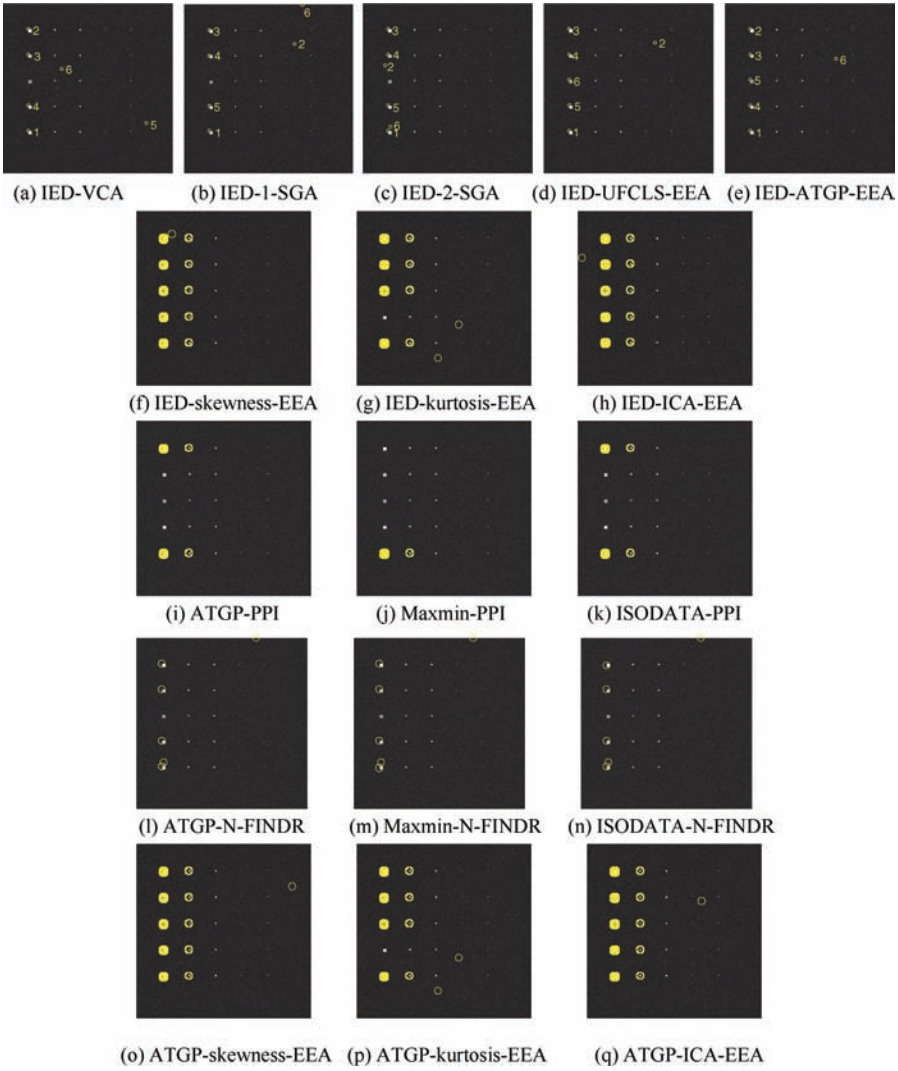 2
3
6
4
5
1
6
3
2
4
5
1
3
4
2
5
6
1
3
2
4
6
5
1
2
3
6
5
4
1
(a) IED-VCA
(b) IED-1-SGA
(c) IED-2-SGA
(d) IED-UFCLS-EEA
(e) IED-ATGP-EEA
(f) IED-skewness-EEA
(g) IED-kurtosis-EEA
(h) IED-ICA-EEA
(i) ATGP-PPI
(j) Maxmin-PPI
(k) ISODATA-PPI
(l) ATGP-N-FINDR
(m) Maxmin-N-FINDR
(n) ISODATA-N-FINDR
(o) ATGP-skewness-EEA
(p) ATGP-kurtosis-EEA
(q) ATGP-ICA-EEA